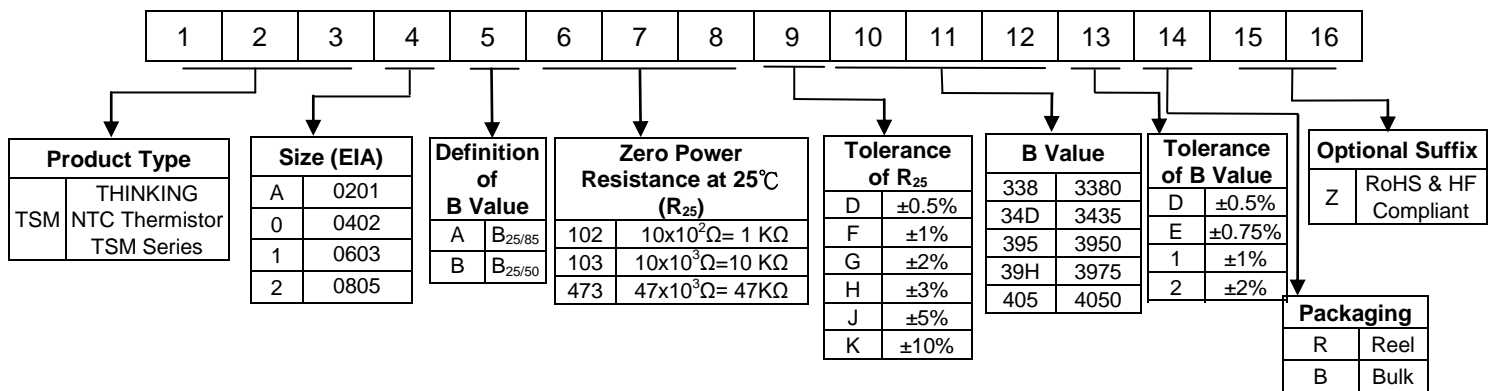 1 2 3 4 5 6 7 8 9 10 11 12 13 14 15 16
Product Type
TSM THINKING
NTC Thermistor
TSM Series
Size (EIA)
A 0201
0 0402
1 0603
2 0805
Definition
of
B Value
A B25/85
B B25/50
Zero Power
Resistance at 25℃
(R25)
102 10x10²Ω= 1 KΩ
103 10x10³Ω=10 KΩ
473 47x10³Ω= 47KΩ
Tolerance
of R25
D ±0.5%
F ±1%
G ±2%
H ±3%
J ±5%
K ±10%
B Value
338 3380
34D 3435
395 3950
39H 3975
405 4050
Tolerance
of B Value
D ±0.5%
E ±0.75%
1 ±1%
2 ±2%
Packaging
R Reel
B Bulk
Optional Suffix
Z RoHS & HF
Compliant